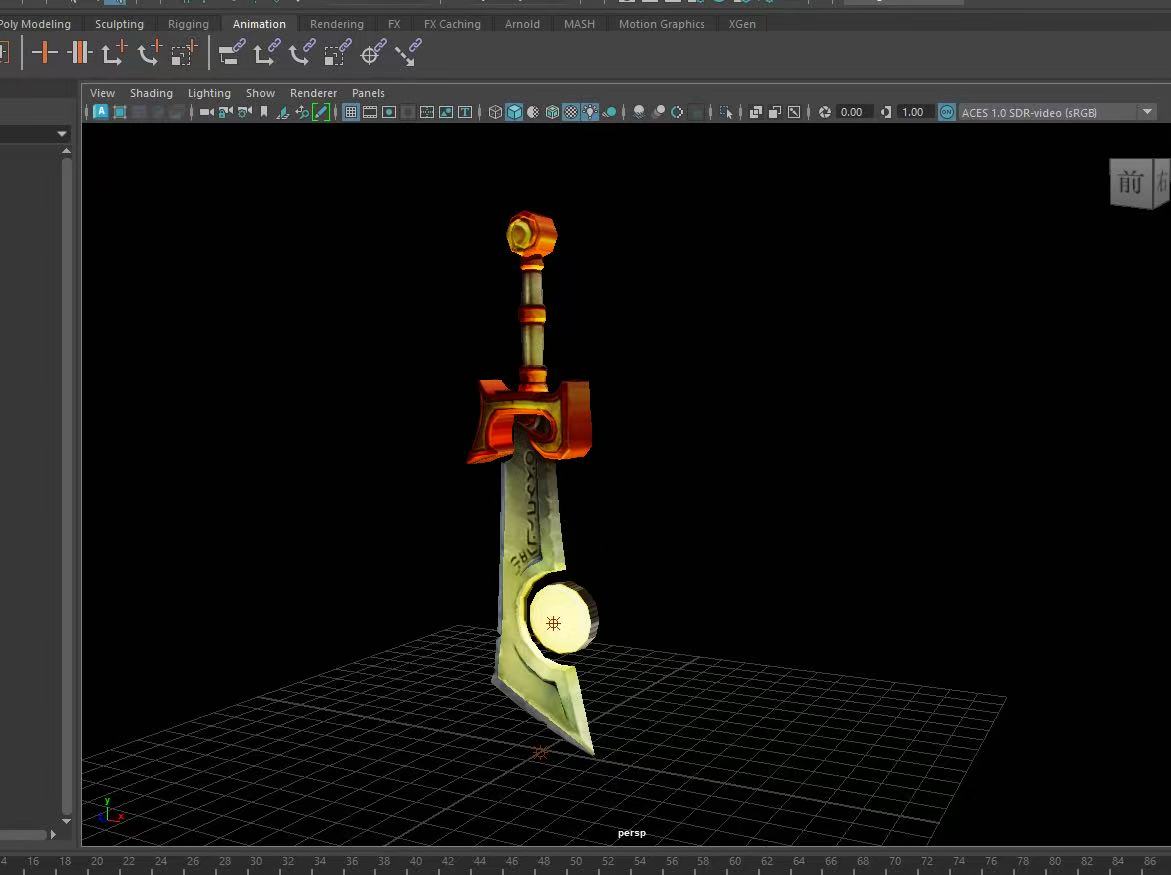 Poly Modeling Sculpting Rigging Animation Rendering FX FX Caching Arnold MASH Motion Graphics XGen
View Shading Lighting Show Renderer Panels
0.00 1.00 ON ACES 1.0 SDR-video (sRGB)
前 右
y
x
persp
4 16 18 20 22 24 26 28 30 32 34 36 38 40 42 44 46 48 50 52 54 56 58 60 62 64 66 68 70 72 74 76 78 80 82 84 86